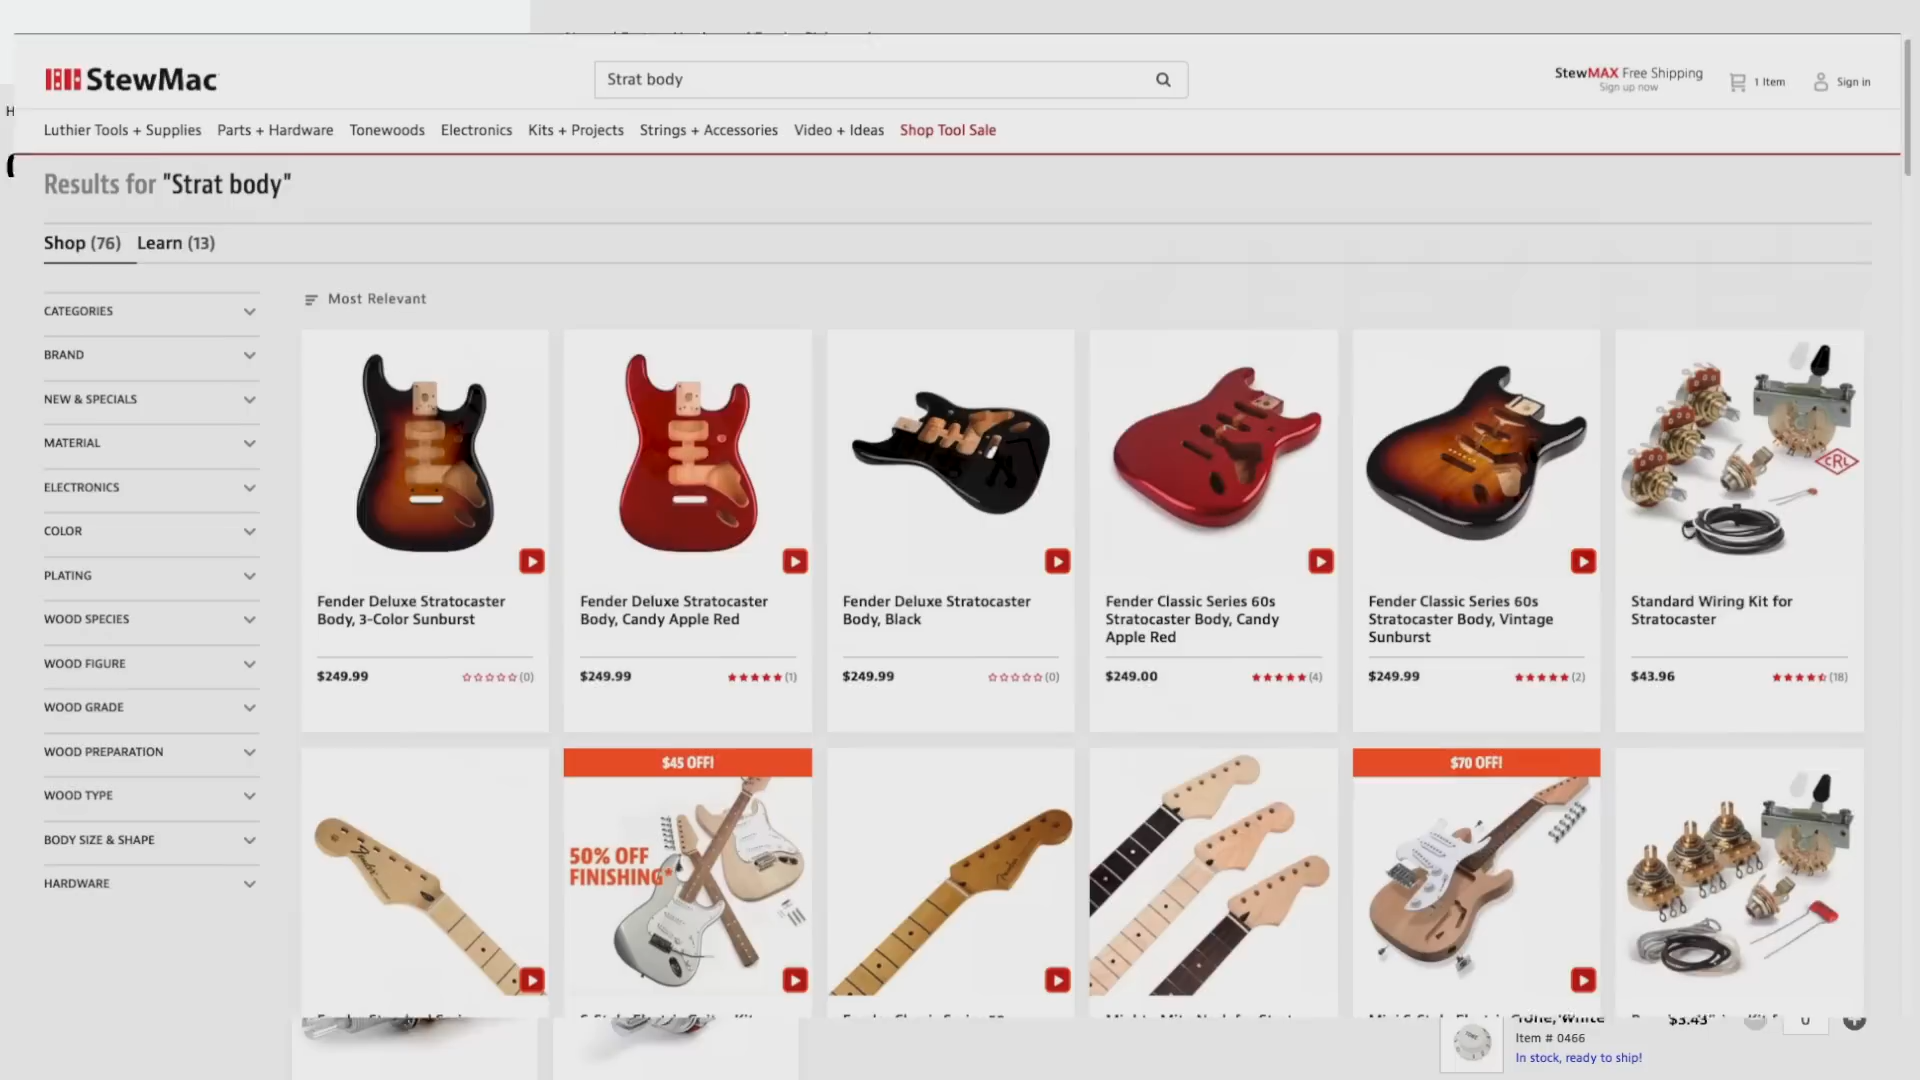 StewMac
Strat body
StewMAX Free Shipping
Sign up now
1 Item
Sign in
Luthier Tools + Supplies
Parts + Hardware
Tonewoods
Electronics
Kits + Projects
Strings + Accessories
Video + Ideas
Shop Tool Sale
Results for "Strat body"
Shop (76)
Learn (13)
CATEGORIES
BRAND
NEW & SPECIALS
MATERIAL
ELECTRONICS
COLOR
PLATING
WOOD SPECIES
WOOD FIGURE
WOOD GRADE
WOOD PREPARATION
WOOD TYPE
BODY SIZE & SHAPE
HARDWARE
Most Relevant
Fender Deluxe Stratocaster
Body, 3-Color Sunburst
$249.99
(0)
Fender Deluxe Stratocaster
Body, Candy Apple Red
$249.99
(1)
Fender Deluxe Stratocaster
Body, Black
$249.99
(0)
Fender Classic Series 60s
Stratocaster Body, Candy
Apple Red
$249.00
(4)
Fender Classic Series 60s
Stratocaster Body, Vintage
Sunburst
$249.99
(2)
CRL
Standard Wiring Kit for
Stratocaster
$43.96
(18)
Fender
$45 OFF!
50% OFF
FINISHING*
$70 OFF!
Tone, White
$3.43
0
Item # 0466
In stock, ready to ship!